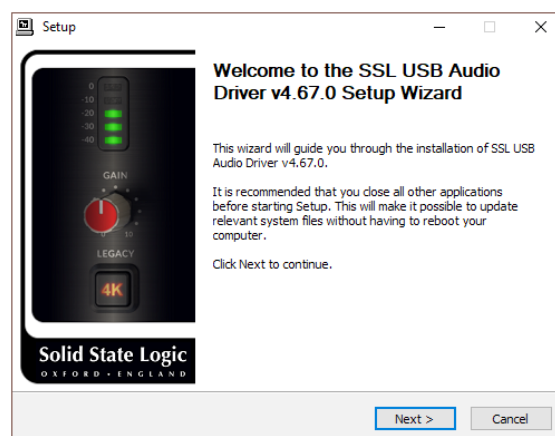 Setup
Welcome to the SSL USB Audio
Driver v4.67.0 Setup Wizard
This wizard will guide you through the installation of SSL USB
Audio Driver v4.67.0.
It is recommended that you close all other applications
before starting Setup. This will make it possible to update
relevant system files without having to reboot your
computer.
Click Next to continue.
0
-10
-20
-30
-40
GAIN
0 10
LEGACY
4K
Solid State Logic
OXFORD • ENGLAND
Next >
Cancel